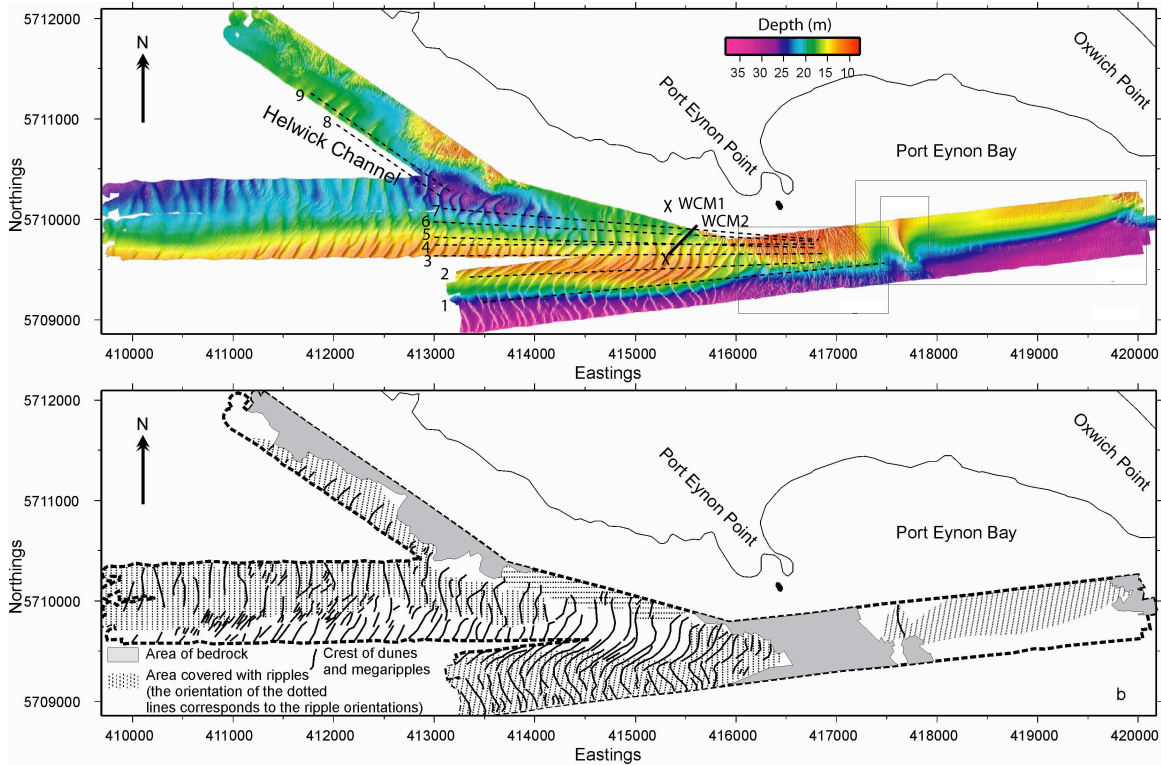 5712000
5711000
5710000
5709000
Northings
N
Depth (m)
35 30 25 20 15 10
Oxwich Point
Port Eynon Point
Port Eynon Bay
Helwick Channel
9
8
7
6
5
4
3
2
1
X WCM1
WCM2
X
410000 411000 412000 413000 414000 415000 416000 417000 418000 419000 420000
Eastings
5712000
5711000
5710000
5709000
Northings
N
Oxwich Point
Port Eynon Point
Port Eynon Bay
Area of bedrock
Crest of dunes
and megaripples
Area covered with ripples
(the orientation of the dotted
lines corresponds to the ripple orientations)
b
410000 411000 412000 413000 414000 415000 416000 417000 418000 419000 420000
Eastings